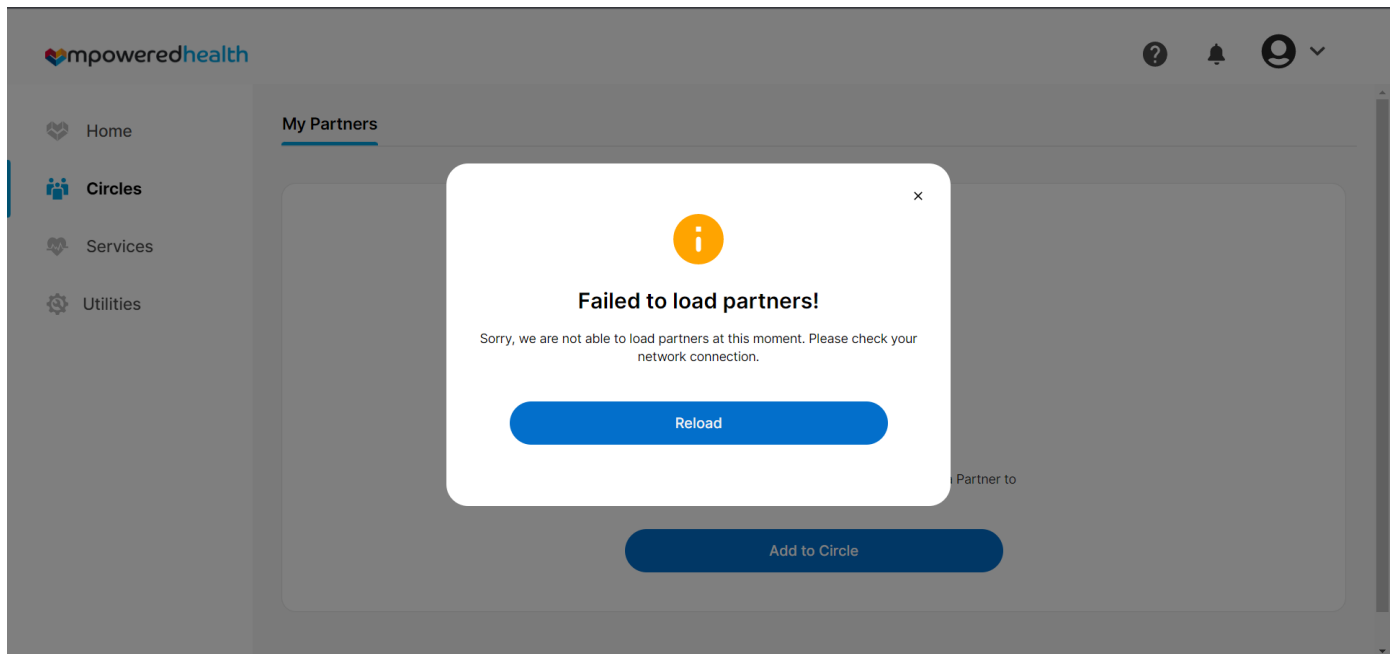 mpoweredhealth
Home
Circles
Services
Utilities
My Partners
Failed to load partners!
Sorry, we are not able to load partners at this moment. Please check your
network connection.
Reload
Partner to
Add to Circle